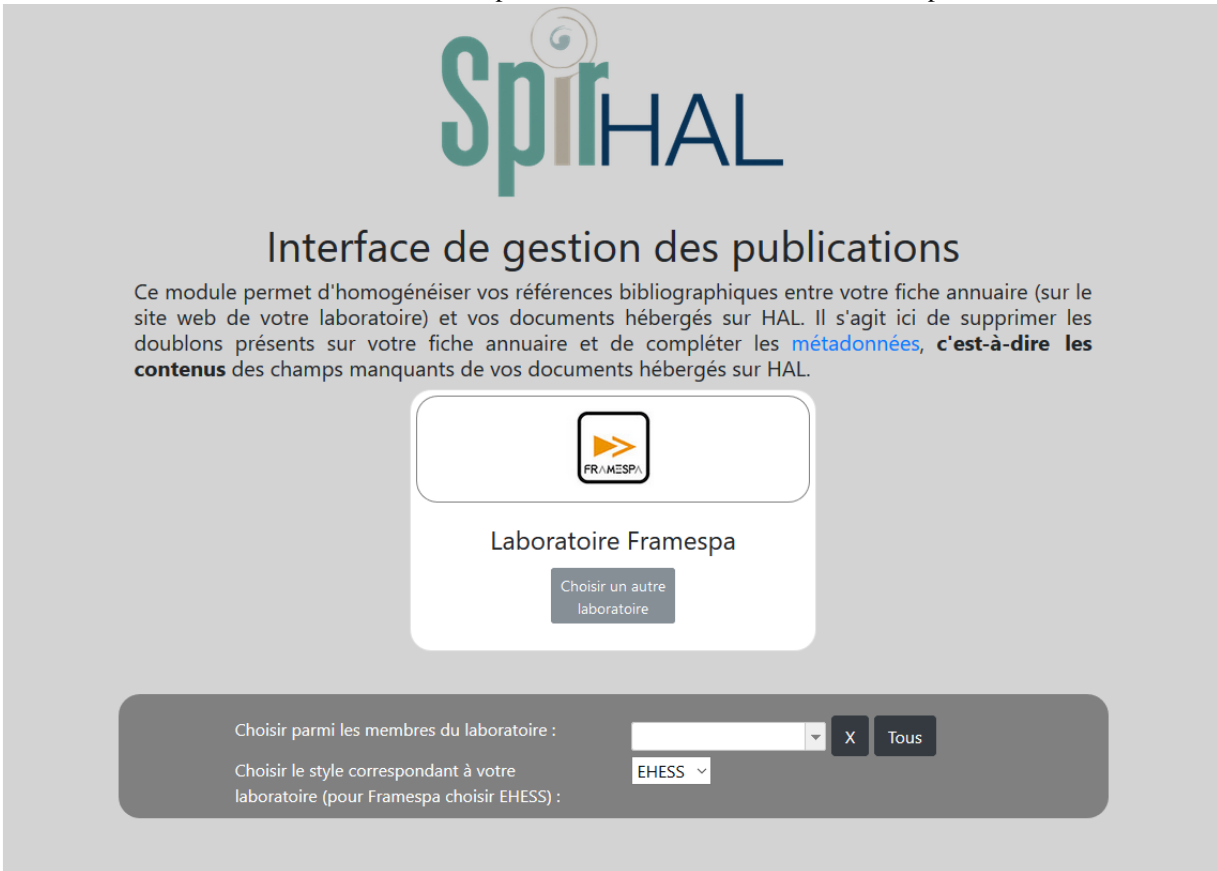 SpirHAL
Interface de gestion des publications
Ce module permet d'homogénéiser vos références bibliographiques entre votre fiche annuaire (sur le
site web de votre laboratoire) et vos documents hébergés sur HAL. Il s'agit ici de supprimer les
doublons présents sur votre fiche annuaire et de compléter les métadonnées, c'est-à-dire les
contenus des champs manquants de vos documents hébergés sur HAL.
FRAMESPA
Laboratoire Framespa
Choisir un autre
laboratoire
Choisir parmi les membres du laboratoire :
X Tous
Choisir le style correspondant à votre
laboratoire (pour Framespa choisir EHESS) :
EHESS